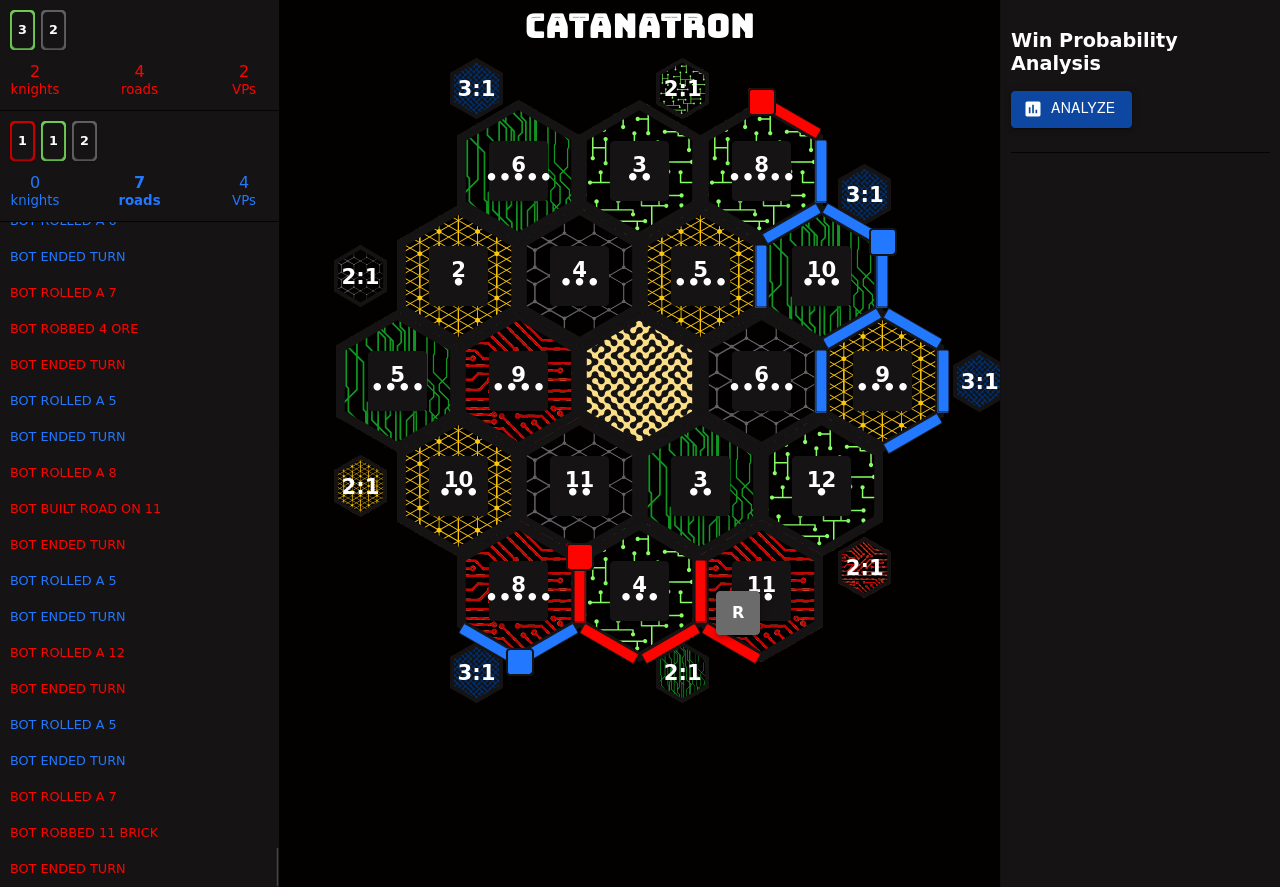 CATANATRON
3 2
2 4 2
knights roads VPs
1 1 2
0 7 4
knights roads VPs
BOT ENDED TURN
BOT ROLLED A 7
BOT ROBBED 4 ORE
BOT ENDED TURN
BOT ROLLED A 5
BOT ENDED TURN
BOT ROLLED A 8
BOT BUILT ROAD ON 11
BOT ENDED TURN
BOT ROLLED A 5
BOT ENDED TURN
BOT ROLLED A 12
BOT ENDED TURN
BOT ROLLED A 5
BOT ENDED TURN
BOT ROLLED A 7
BOT ROBBED 11 BRICK
BOT ENDED TURN
3:1 2:1
6 3 8
3:1
2:1 2 4 5 10
5 9 6 9 3:1
2:1 10 11 3 12
8 4 11 2:1
R
3:1 2:1
Win Probability
Analysis
ANALYZE